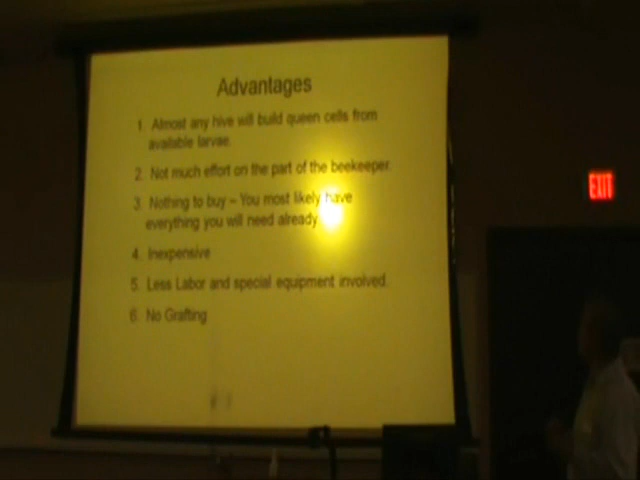 Advantages
1. Almost any hive will build queen cells from
available larvae.
2. Not much effort on the part of the beekeeper.
3. Nothing to buy – You most likely have
everything you will need already.
4. Inexpensive
5. Less Labor and special equipment involved.
6. No Grafting
EXIT